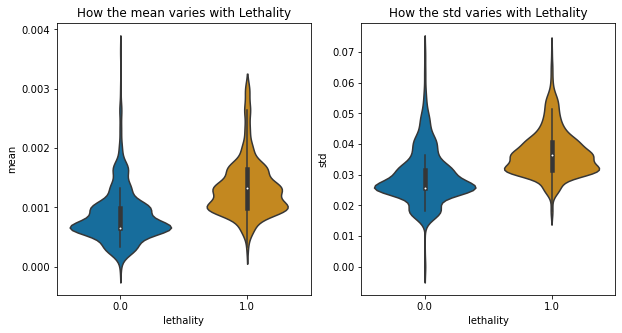 How the mean varies with Lethality
0.004
0.003
0.002
0.001
0.000
mean
0.0
1.0
lethality
How the std varies with Lethality
0.07
0.06
0.05
0.04
0.03
0.02
0.01
0.00
std
0.0
1.0
lethality